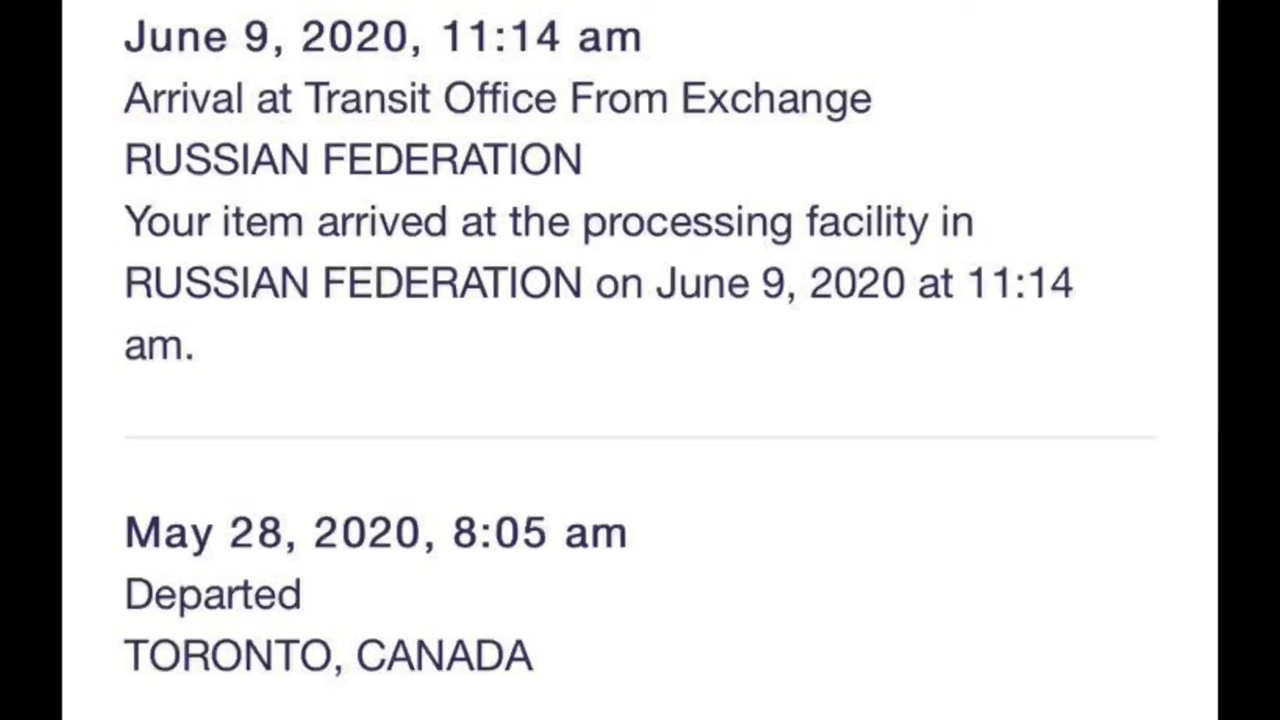 June 9, 2020, 11:14 am
Arrival at Transit Office From Exchange
RUSSIAN FEDERATION
Your item arrived at the processing facility in
RUSSIAN FEDERATION on June 9, 2020 at 11:14
am.
May 28, 2020, 8:05 am
Departed
TORONTO, CANADA